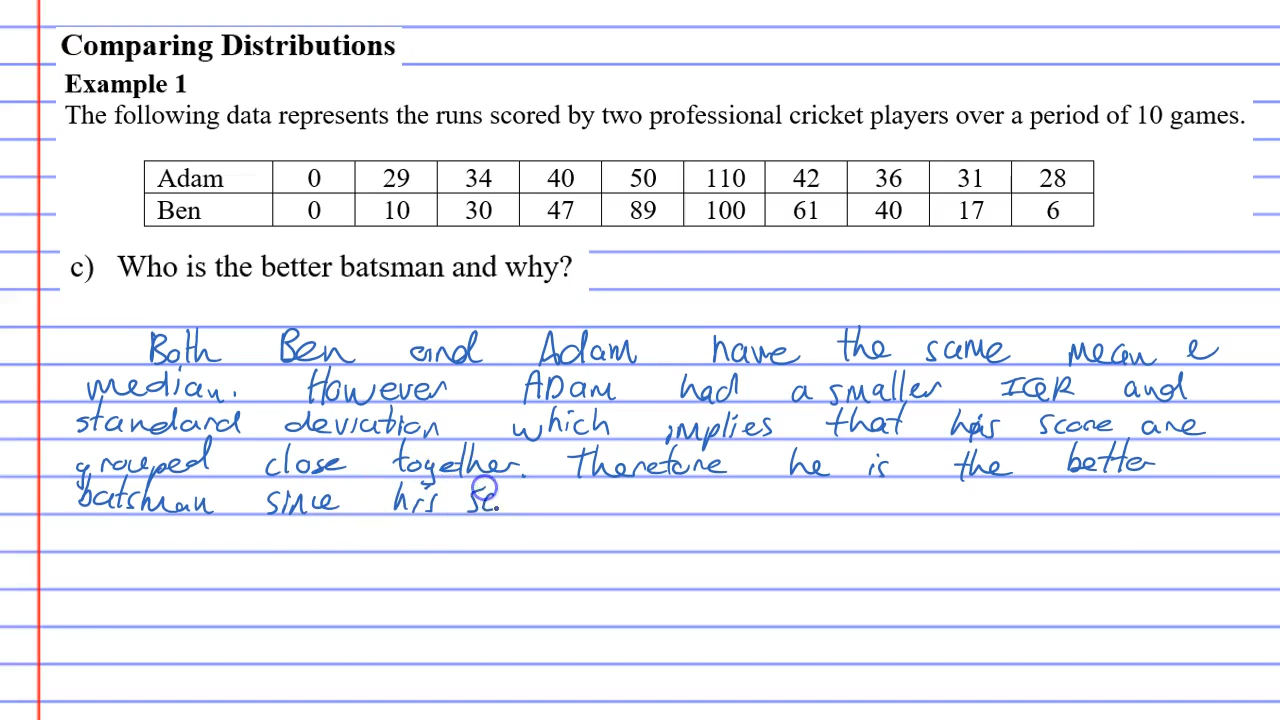 Comparing Distributions
Example 1
The following data represents the runs scored by two professional cricket players over a period of 10 games.
Adam 0 29 34 40 50 110 42 36 31 28
Ben 0 10 30 47 89 100 61 40 17 6
c) Who is the better batsman and why?
Both Ben and Adam have the same mean &
median. However ADam had a smaller IQR and
standard deviation which implies that his score are
grouped close together. Therefore he is the better
batsman since his sc